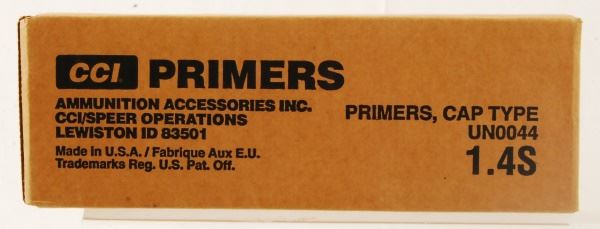 CCI PRIMERS
AMMUNITION ACCESSORIES INC.
CCI/SPEER OPERATIONS
LEWISTON ID 83501
Made in U.S.A. / Fabrique Aux E.U.
Trademarks Reg. U.S. Pat. Off.
PRIMERS, CAP TYPE
UN0044
1.4S